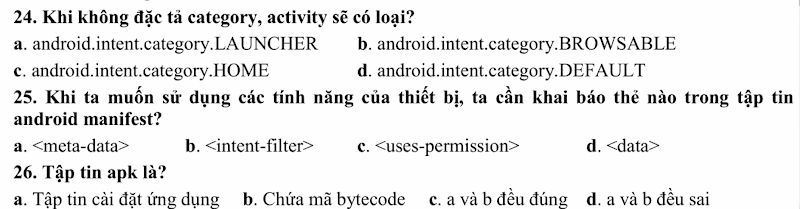 24. Khi không đặc tả category, activity sẽ có loại?
a. android.intent.category.LAUNCHER b. android.intent.category.BROWSABLE
c. android.intent.category.HOME d. android.intent.category.DEFAULT
25. Khi ta muốn sử dụng các tính năng của thiết bị, ta cần khai báo thẻ nào trong tập tin
android manifest?
a. <meta-data> b. <intent-filter> c. <uses-permission> d. <data>
26. Tập tin apk là?
a. Tập tin cài đặt ứng dụng b. Chứa mã bytecode c. a và b đều đúng d. a và b đều sai